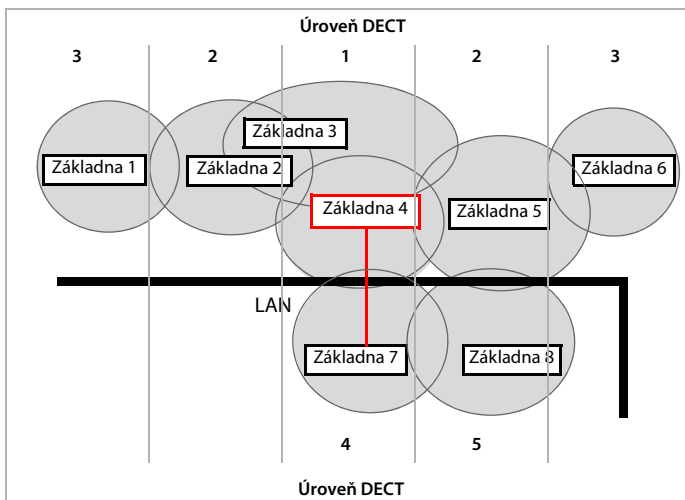 Úroveň DECT
3 2 1 2 3
Základna 3
Základna 1
Základna 2
Základna 6
Základna 4
Základna 5
LAN
Základna 7
Základna 8
4 5
Úroveň DECT